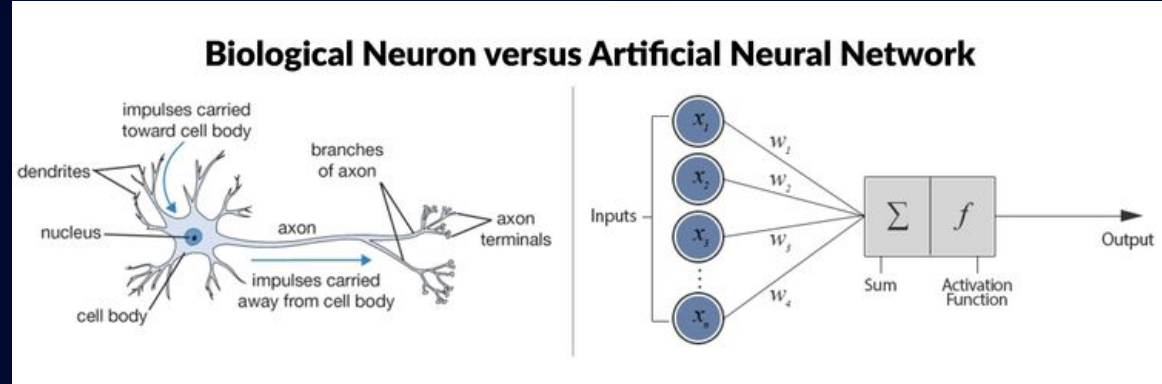 Biological Neuron versus Artificial Neural Network
impulses carried
toward cell body
dendrites
nucleus
cell body
axon
impulses carried
away from cell body
branches
of axon
axon
terminals
Inputs
x₁
x₂
x₃
xₙ
w₁
w₂
w₃
w₄
Σ
f
Sum
Activation
Function
Output